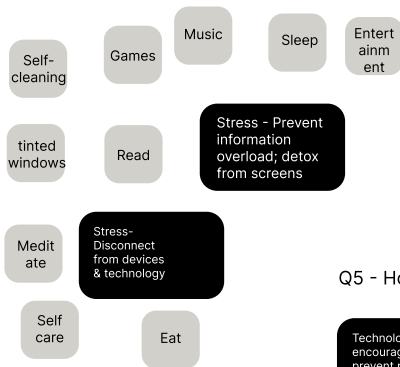 Music
Sleep
Entert
ainm
ent
Self-
cleaning
Games
Stress - Prevent
information
overload; detox
from screens
tinted
windows
Read
Stress-
Disconnect
from devices
& technology
Medit
ate
Q5 - H
Self
care
Eat
Technolo
encourag
prevent